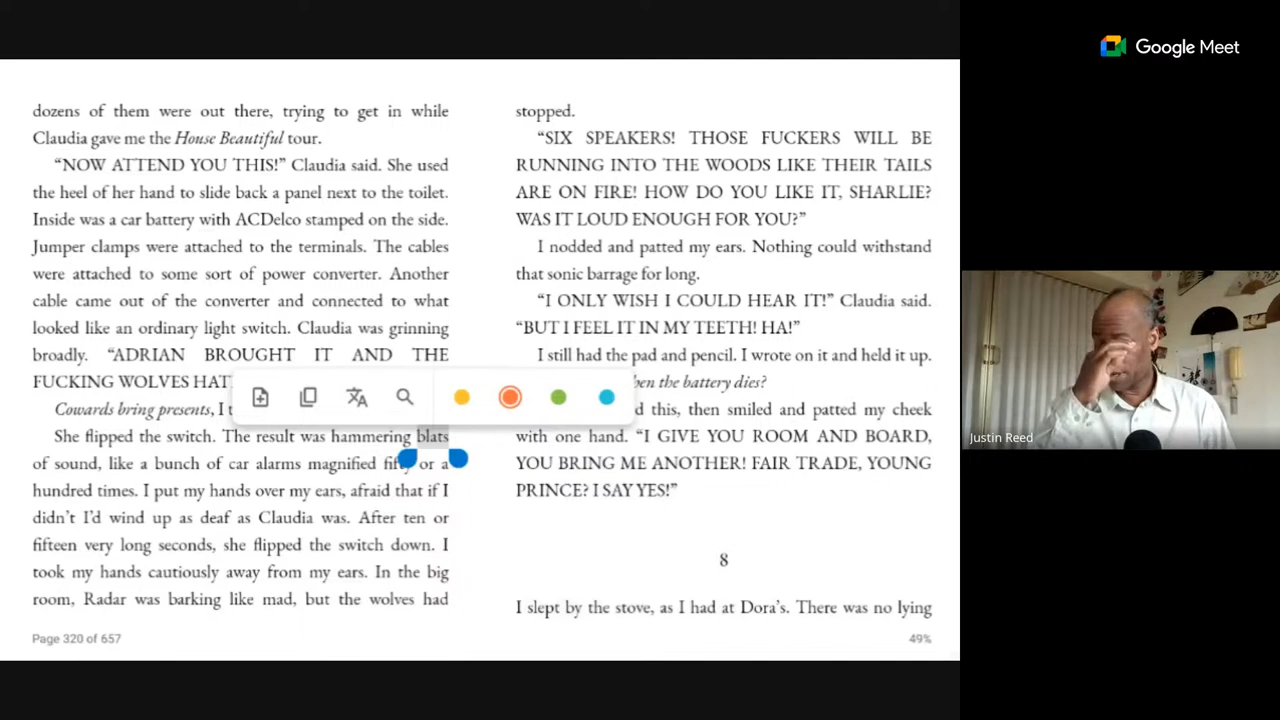 Google Meet
dozens of them were out there, trying to get in while
Claudia gave me the House Beautiful tour.
“NOW ATTEND YOU THIS!” Claudia said. She used
the heel of her hand to slide back a panel next to the toilet.
Inside was a car battery with ACDelco stamped on the side.
Jumper clamps were attached to the terminals. The cables
were attached to some sort of power converter. Another
cable came out of the converter and connected to what
looked like an ordinary light switch. Claudia was grinning
broadly. “ADRIAN BROUGHT IT AND THE
FUCKING WOLVES
Cowards bring presents, I
She flipped the switch. The result was hammering blats
of sound, like a bunch of car alarms magnified or a
hundred times. I put my hands over my ears, afraid that if I
didn’t I’d wind up as deaf as Claudia was. After ten or
fifteen very long seconds, she flipped the switch down. I
took my hands cautiously away from my ears. In the big
room, Radar was barking like mad, but the wolves had
Page 320 of 657
stopped.
“SIX SPEAKERS! THOSE FUCKERS WILL BE
RUNNING INTO THE WOODS LIKE THEIR TAILS
ARE ON FIRE! HOW DO YOU LIKE IT, SHARLIE?
WAS IT LOUD ENOUGH FOR YOU?”
I nodded and patted my ears. Nothing could withstand
that sonic barrage for long.
“I ONLY WISH I COULD HEAR IT!” Claudia said.
“BUT I FEEL IT IN MY TEETH! HA!”
I still had the pad and pencil. I wrote on it and held it up.
the battery dies?
this, then smiled and patted my cheek
with one hand. “I GIVE YOU ROOM AND BOARD,
YOU BRING ME ANOTHER! FAIR TRADE, YOUNG
PRINCE? I SAY YES!”
8
I slept by the stove, as I had at Dora’s. There was no lying
49%
Justin Reed